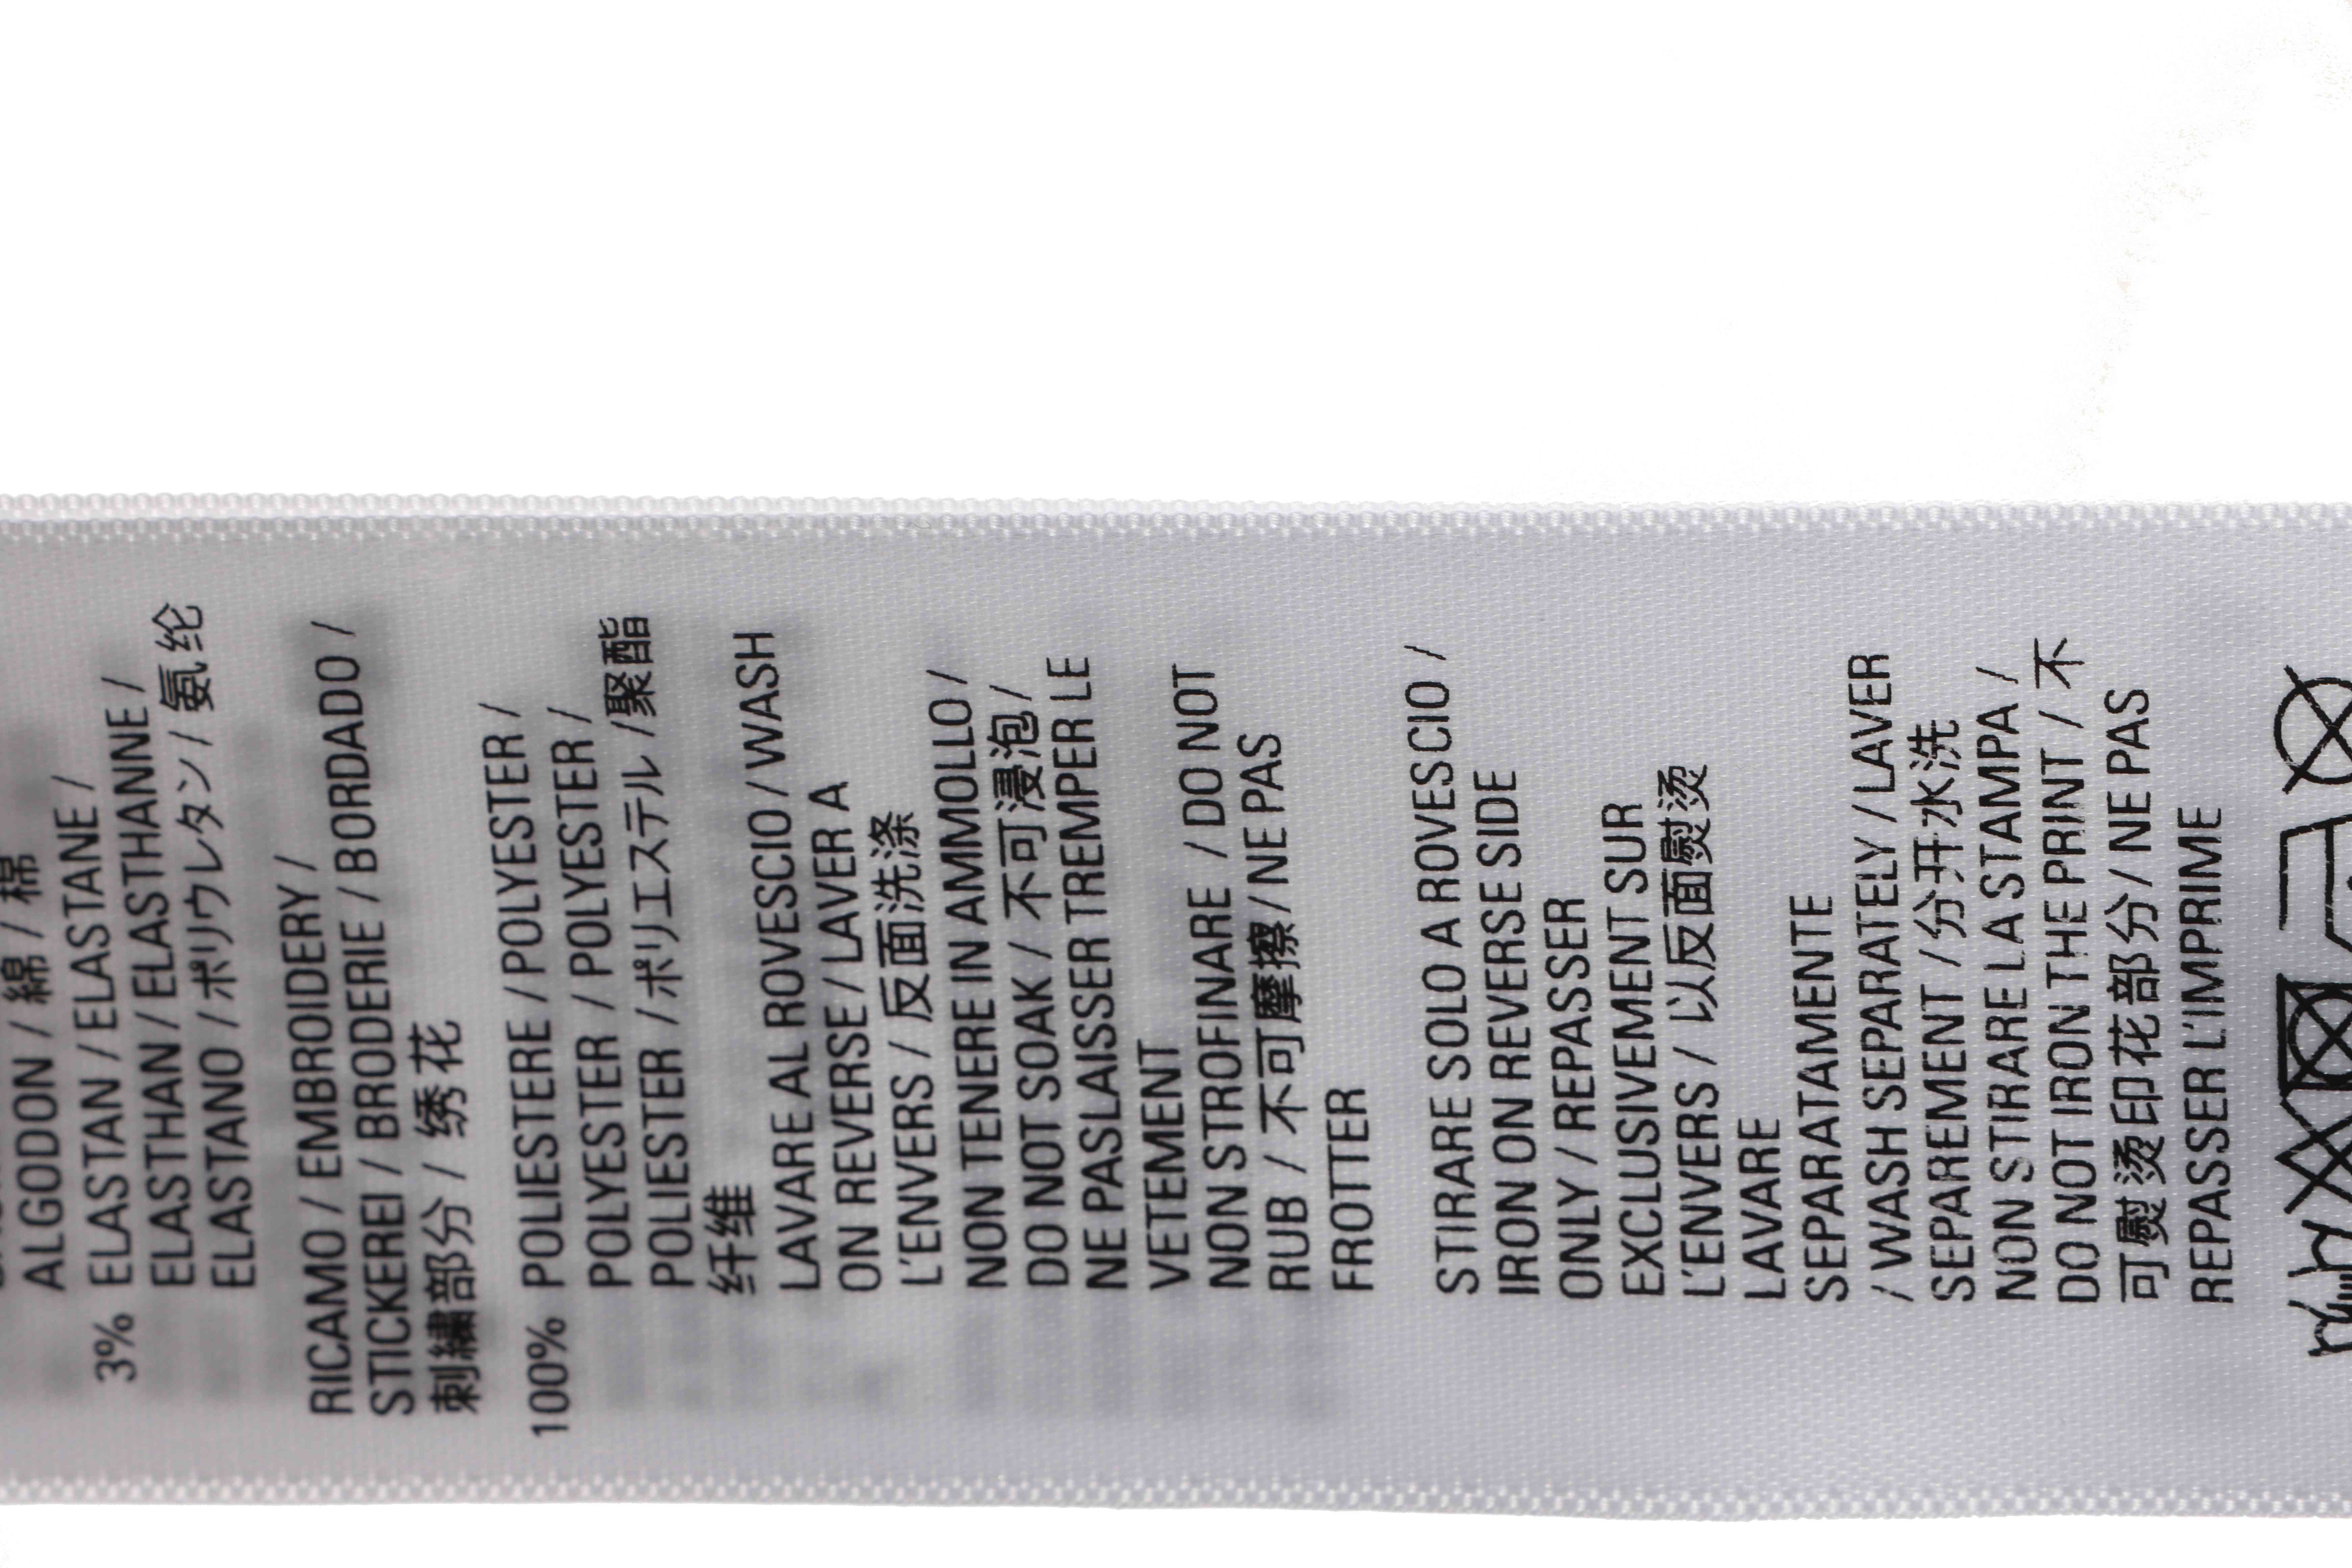 綿 / 棉
ALGODON /
3% ELASTAN / ELASTANE /
ELASTHAN / ELASTHANNE /
ELASTANO / ポリウレタン / 氨纶
RICAMO / EMBROIDERY /
STICKEREI / BRODERIE / BORDADO /
刺繍部分 / 绣花
100% POLIESTERE / POLYESTER /
POLYESTER / POLYESTER /
POLIESTER / ポリエステル / 聚酯
纤维
LAVARE AL ROVESCIO / WASH
ON REVERSE / LAVER A
L'ENVERS / 反面洗涤
NON TENERE IN AMMOLLO /
DO NOT SOAK / 不可浸泡/
NE PASLAISSER TREMPER LE
VETEMENT
NON STROFINARE / DO NOT
RUB / 不可摩擦/ NE PAS
FROTTER
STIRARE SOLO A ROVESCIO /
IRON ON REVERSE SIDE
ONLY / REPASSER
EXCLUSIVEMENT SUR
L'ENVERS / 以反面熨烫
LAVARE
SEPARATAMENTE
/ WASH SEPARATELY / LAVER
SEPAREMENT / 分开水洗
NON STIRARE LA STAMPA /
DO NOT IRON THE PRINT / 不
可熨烫印花部分/ NE PAS
REPASSER L'IMPRIME